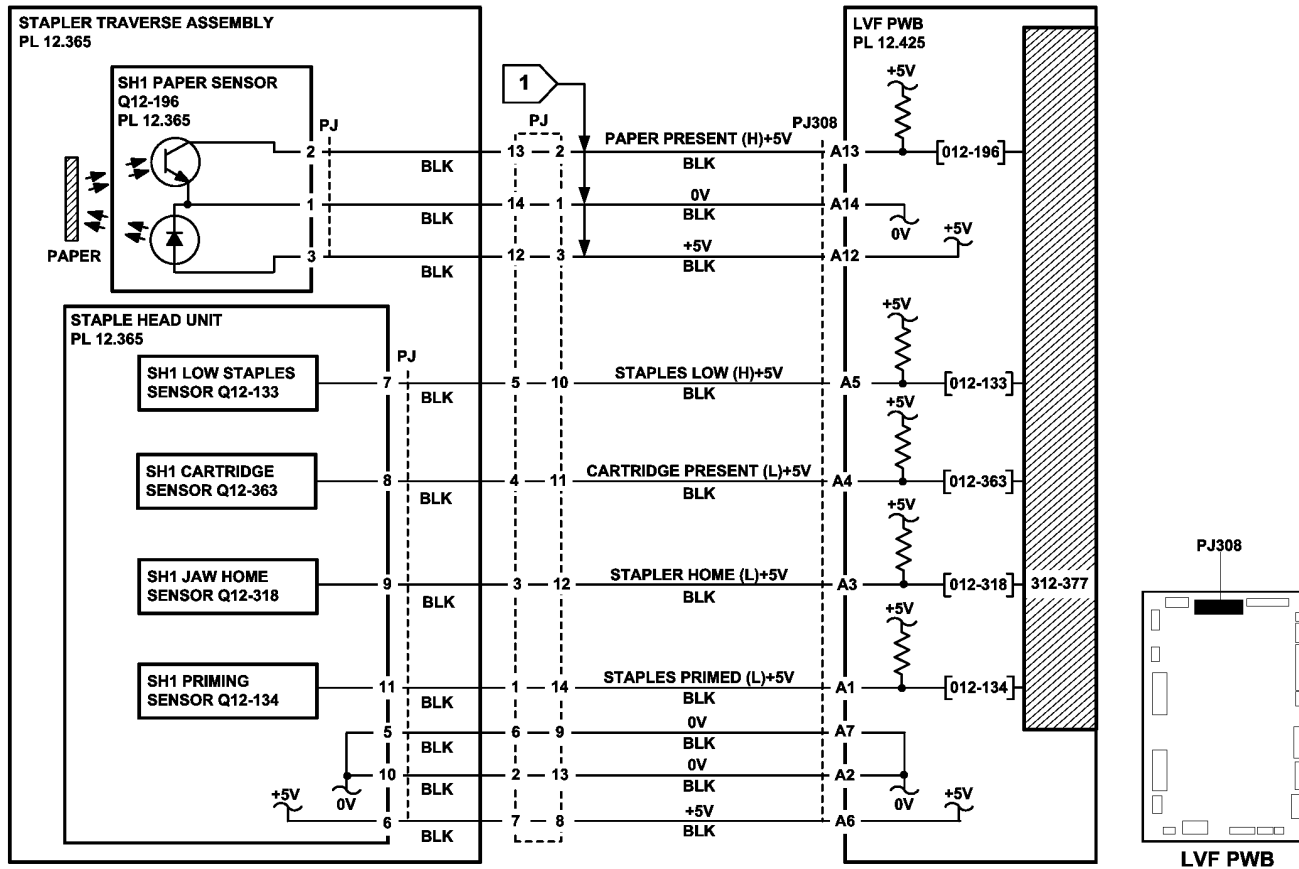 STAPLER TRAVERSE ASSEMBLY
PL 12.365
LVF PWB
PL 12.425
SH1 PAPER SENSOR
Q12-196
PL 12.365
1
+5V
PJ
PJ
PJ308
2
BLK
13
2
PAPER PRESENT (H)+5V
BLK
A13
[012-196]
1
BLK
14
1
0V
BLK
A14
0V
+5V
PAPER
3
BLK
12
3
+5V
BLK
A12
STAPLE HEAD UNIT
PL 12.365
PJ
+5V
SH1 LOW STAPLES
SENSOR Q12-133
7
BLK
5
10
STAPLES LOW (H)+5V
BLK
A5
[012-133]
+5V
SH1 CARTRIDGE
SENSOR Q12-363
8
BLK
4
11
CARTRIDGE PRESENT (L)+5V
BLK
A4
[012-363]
+5V
SH1 JAW HOME
SENSOR Q12-318
9
BLK
3
12
STAPLER HOME (L)+5V
BLK
A3
[012-318]
312-377
+5V
SH1 PRIMING
SENSOR Q12-134
11
BLK
1
14
STAPLES PRIMED (L)+5V
BLK
A1
[012-134]
5
BLK
6
9
0V
BLK
A7
10
BLK
2
13
0V
BLK
A2
+5V
0V
0V
+5V
6
BLK
7
8
+5V
BLK
A6
PJ308
LVF PWB